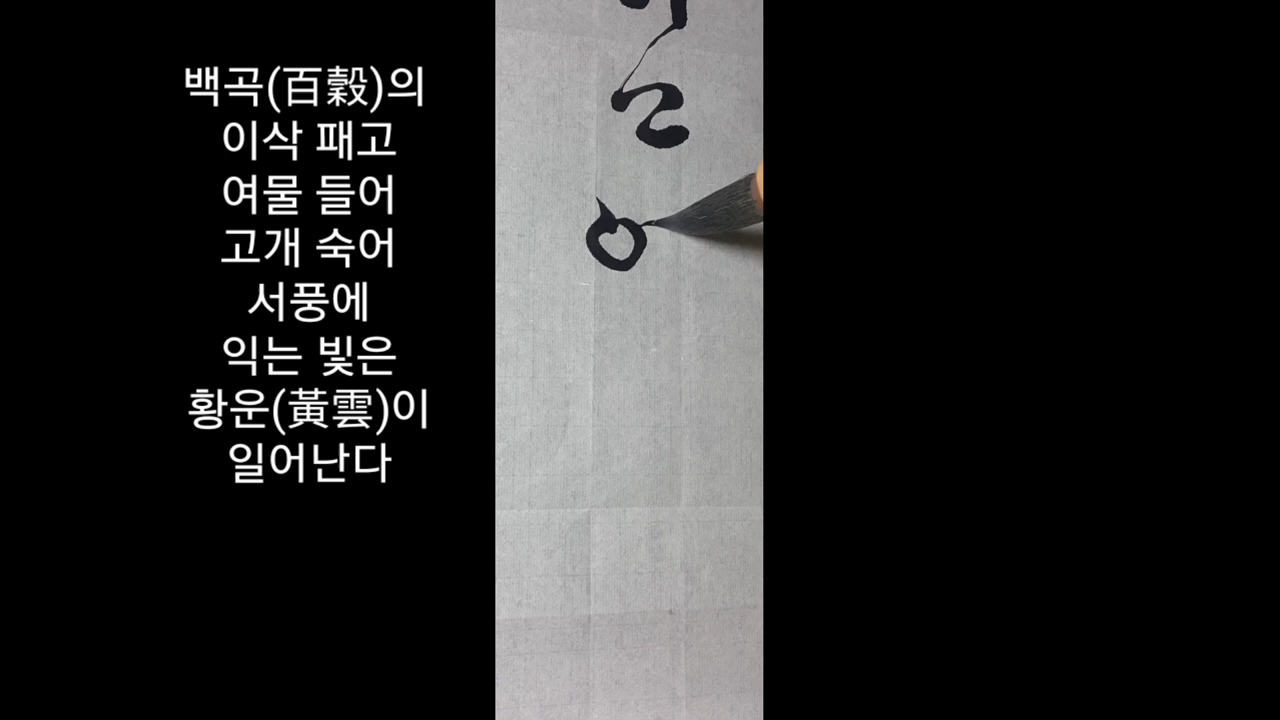 백곡(百穀)의
이삭 패고
여물 들어
고개 숙어
서풍에
익는 빛은
황운(黃雲)이
일어난다
고